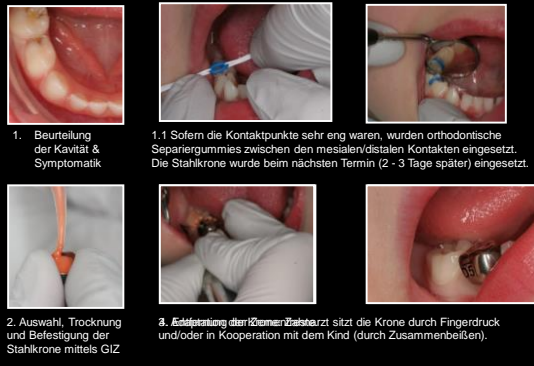 1. Beurteilung
der Kavität &
Symptomatik
1.1 Sofern die Kontaktpunkte sehr eng waren, wurden orthodontische
Separiergummies zwischen den mesialen/distalen Kontakten eingesetzt.
Die Stahlkrone wurde beim nächsten Termin (2 - 3 Tage später) eingesetzt.
2. Auswahl, Trocknung
und Befestigung der
Stahlkrone mittels GIZ
sitzt die Krone durch Fingerdruck
und/oder in Kooperation mit dem Kind (durch Zusammenbeißen).